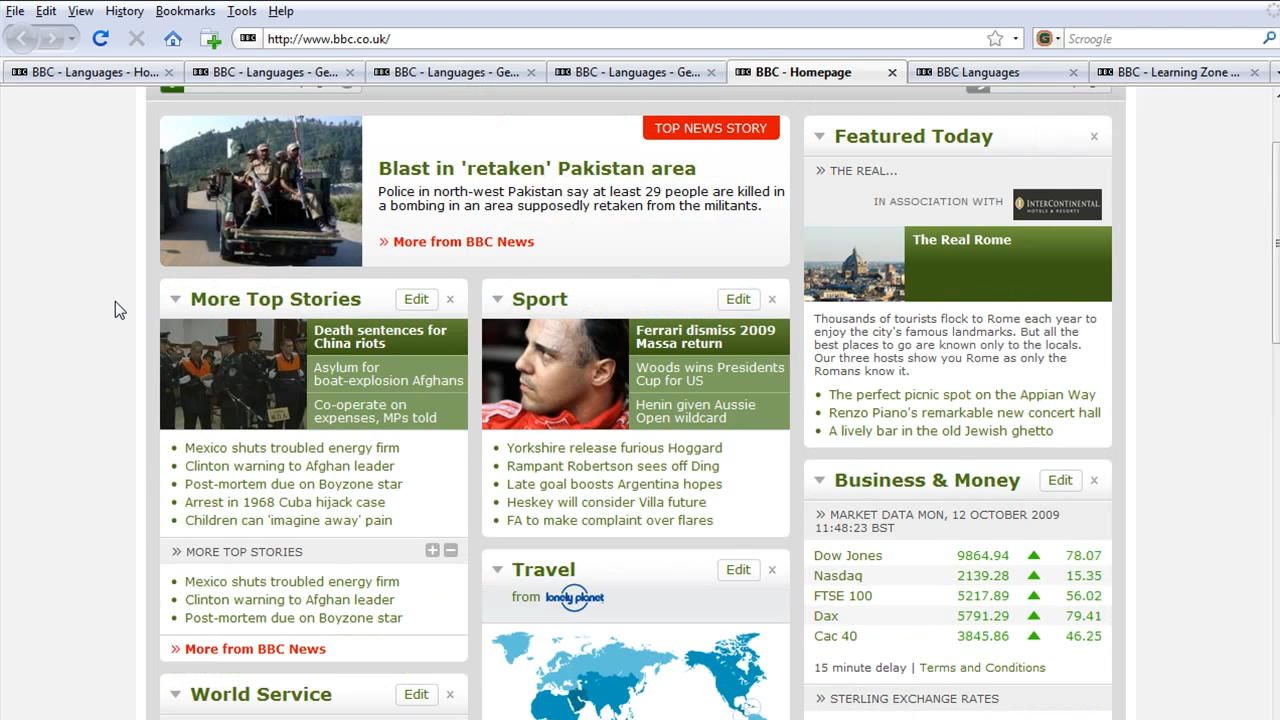 File Edit View History Bookmarks Tools Help
BBC http://www.bbc.co.uk/ Scroogle
BBC - Languages - Ho... BBC - Languages - Ge... BBC - Languages - Ge... BBC - Languages - Ge... BBC - Homepage BBC Languages BBC - Learning Zone ...
TOP NEWS STORY
Blast in 'retaken' Pakistan area
Police in north-west Pakistan say at least 29 people are killed in
a bombing in an area supposedly retaken from the militants.
» More from BBC News
More Top Stories Edit
Death sentences for
China riots
Asylum for
boat-explosion Afghans
Co-operate on
expenses, MPs told
Mexico shuts troubled energy firm
Clinton warning to Afghan leader
Post-mortem due on Boyzone star
Arrest in 1968 Cuba hijack case
Children can 'imagine away' pain
» MORE TOP STORIES
Mexico shuts troubled energy firm
Clinton warning to Afghan leader
Post-mortem due on Boyzone star
» More from BBC News
World Service Edit
Sport Edit
Ferrari dismiss 2009
Massa return
Woods wins Presidents
Cup for US
Henin given Aussie
Open wildcard
Yorkshire release furious Hoggard
Rampant Robertson sees off Ding
Late goal boosts Argentina hopes
Heskey will consider Villa future
FA to make complaint over flares
Travel Edit
from lonely planet
Featured Today
» THE REAL...
IN ASSOCIATION WITH INTERCONTINENTAL HOTELS & RESORTS
The Real Rome
Thousands of tourists flock to Rome each year to
enjoy the city's famous landmarks. But all the
best places to go are known only to the locals.
Our three hosts show you Rome as only the
Romans know it.
The perfect picnic spot on the Appian Way
Renzo Piano's remarkable new concert hall
A lively bar in the old Jewish ghetto
Business & Money Edit
» MARKET DATA MON, 12 OCTOBER 2009
11:48:23 BST
Dow Jones 9864.94 78.07
Nasdaq 2139.28 15.35
FTSE 100 5217.89 56.02
Dax 5791.29 79.41
Cac 40 3845.86 46.25
15 minute delay | Terms and Conditions
» STERLING EXCHANGE RATES